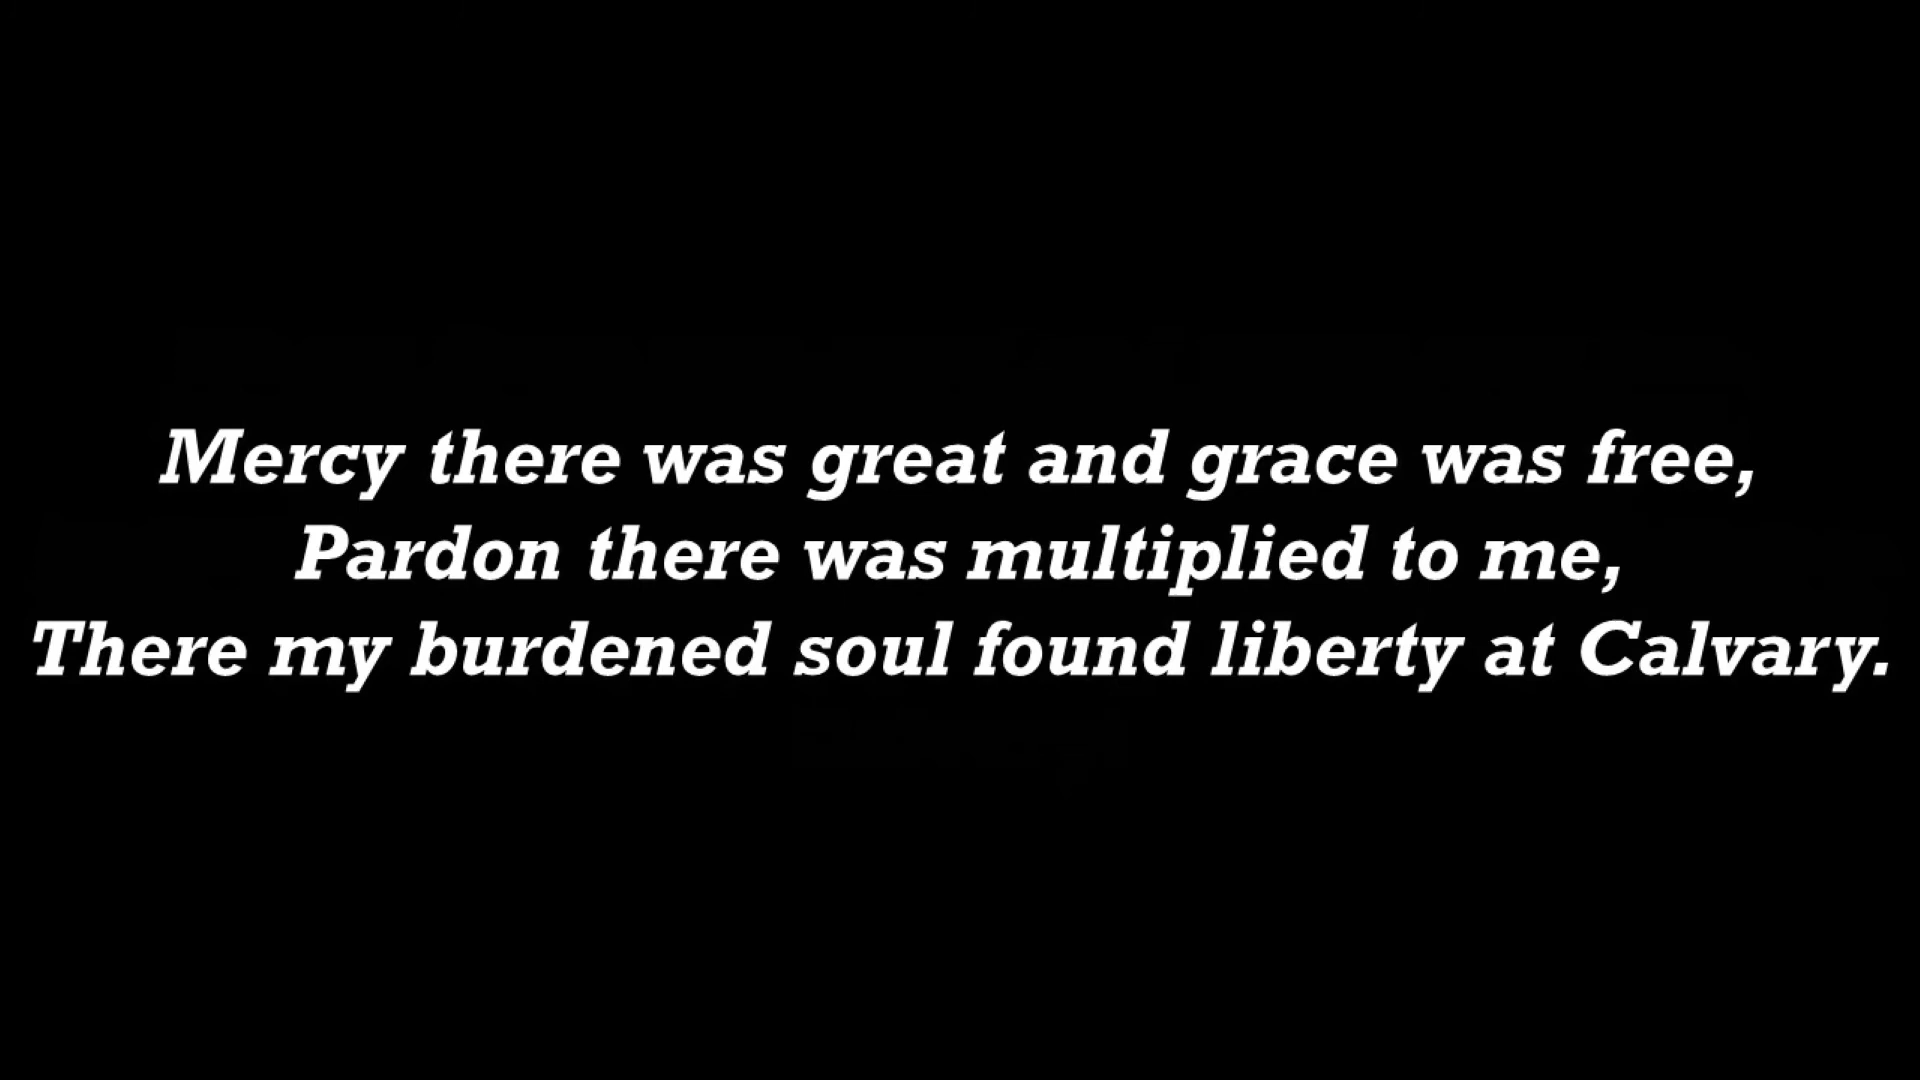 Mercy there was great and grace was free,
Pardon there was multiplied to me,
There my burdened soul found liberty at Calvary.